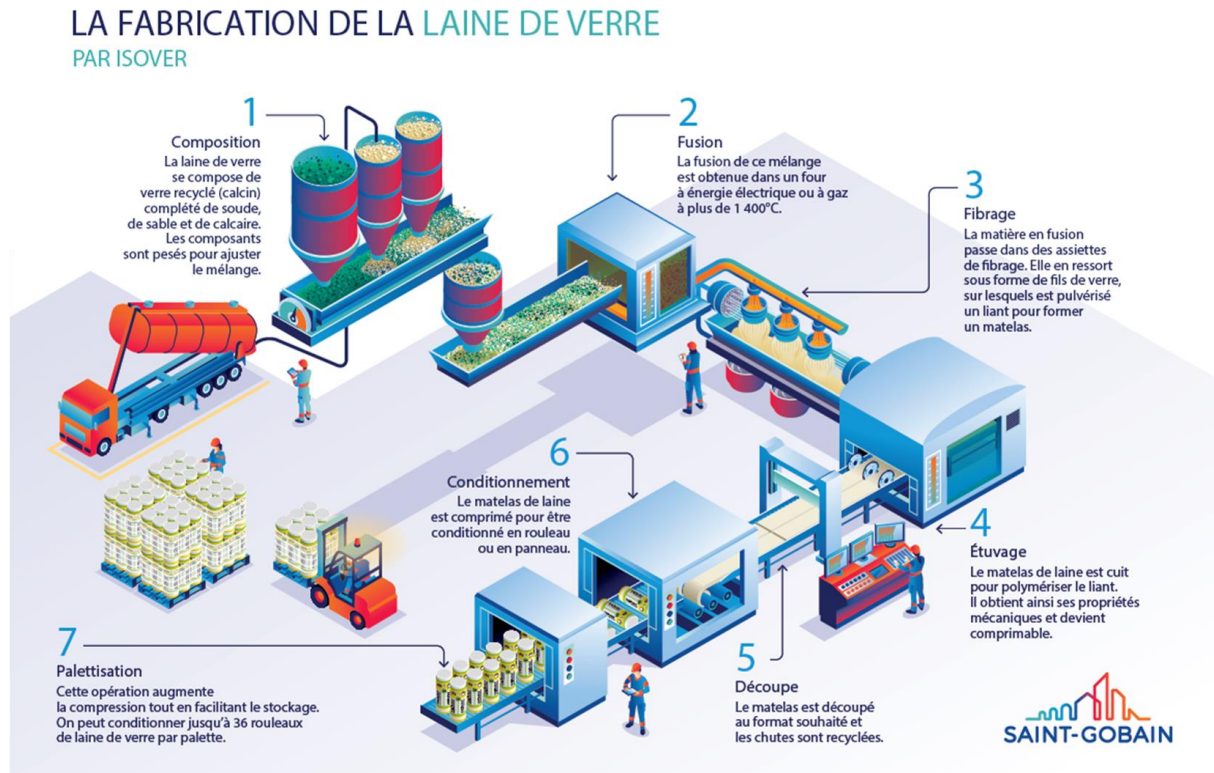 LA FABRICATION DE LA LAINE DE VERRE
PAR ISOVER
1
Composition
La laine de verre
se compose de
verre recyclé (calcin)
complété de soude,
de sable et de calcaire.
Les composants
sont pesés pour ajuster
le mélange.
2
Fusion
La fusion de ce mélange
est obtenue dans un four
à énergie électrique ou à gaz
à plus de 1 400°C.
3
Fibrage
La matière en fusion
passe dans des assiettes
de fibrage. Elle en ressort
sous forme de fils de verre,
sur lesquels est pulvérisé
un liant pour former
un matelas.
4
Étuvage
Le matelas de laine est cuit
pour polymériser le liant.
Il obtient ainsi ses propriétés
mécaniques et devient
comprimable.
5
Découpe
Le matelas est découpé
au format souhaité et
les chutes sont recyclées.
6
Conditionnement
Le matelas de laine
est comprimé pour être
conditionné en rouleau
ou en panneau.
7
Palettisation
Cette opération augmente
la compression tout en facilitant le stockage.
On peut conditionner jusqu'à 36 rouleaux
de laine de verre par palette.
SAINT-GOBAIN